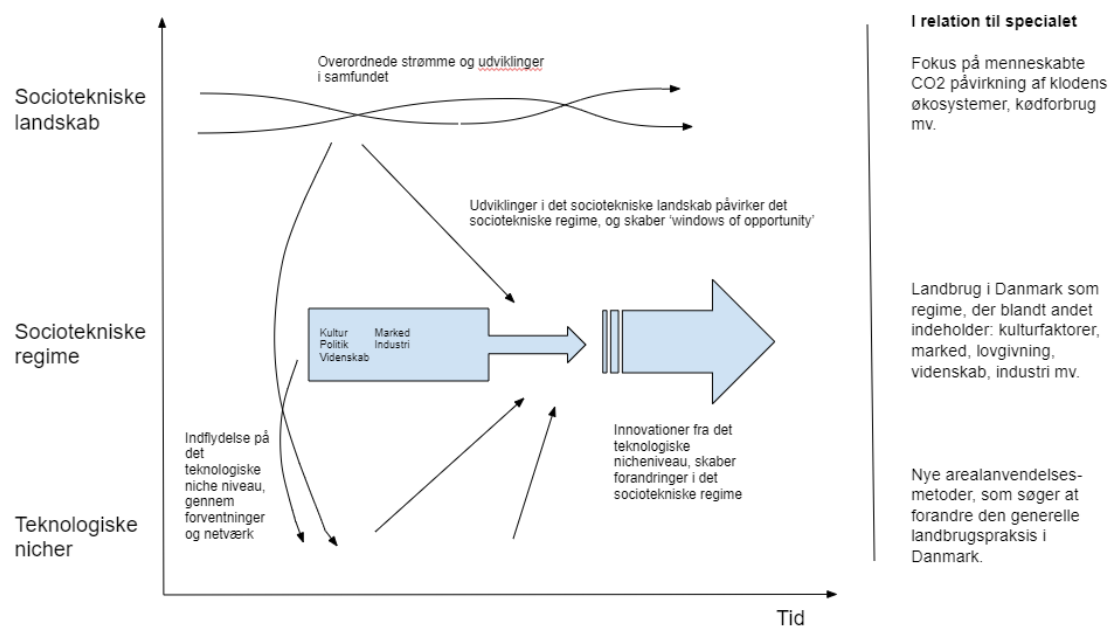 I relation til specialet
Overordnede strømme og udviklinger
i samfundet
Sociotekniske
landskab
Fokus på menneskabte
CO2 påvirkning af klodens
økosystemer, kødforbrug
mv.
Udviklinger i det sociotekniske landskab påvirker det
sociotekniske regime, og skaber ‘windows of opportunity’
Sociotekniske
regime
Kultur Marked
Politik Industri
Videnskab
Landbrug i Danmark som
regime, der blandt andet
indeholder: kulturfaktorer,
marked, lovgivning,
videnskab, industri mv.
Indflydelse på
det
teknologiske
niche niveau,
gennem
forventninger
og netværk
Innovationer fra det
teknologiske
nicheniveau, skaber
forandringer i det
sociotekniske regime
Teknologiske
nicher
Nye arealanvendelses-
metoder, som søger at
forandre den generelle
landbrugspraksis i
Danmark.
Tid